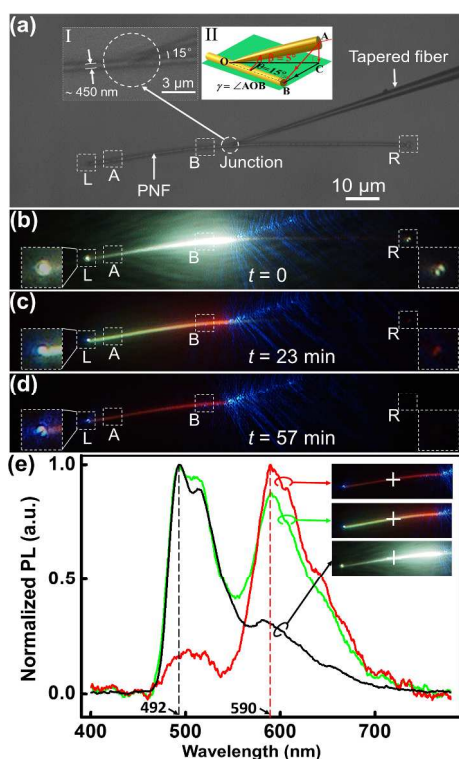 (a)
I
15°
~ 450 nm
3 μm
II
A
O
θ = 5°
β=15°
C
B
γ = ∠AOB
Tapered fiber
L
A
PNF
B
Junction
R
10 μm
(b)
L
A
B
t = 0
R
(c)
L
A
B
t = 23 min
R
(d)
L
A
B
t = 57 min
R
(e)
Normalized PL (a.u.)
1.0
0.5
0.0
492
590
400
500
600
700
Wavelength (nm)